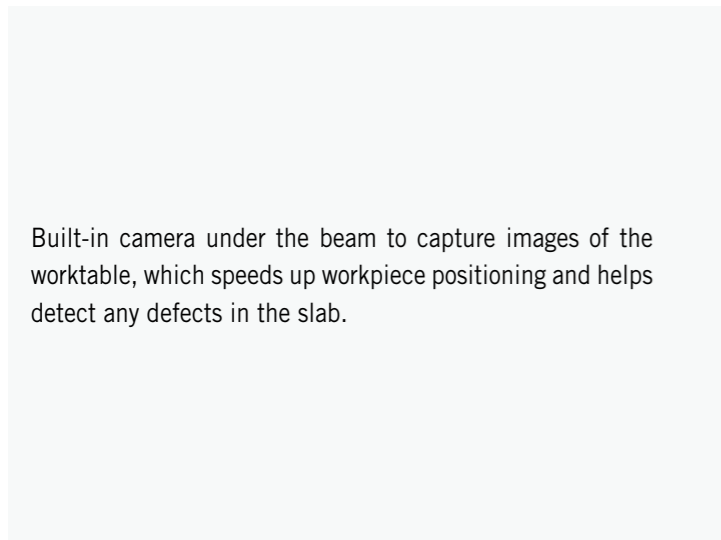 Built-in camera under the beam to capture images of the
worktable, which speeds up workpiece positioning and helps
detect any defects in the slab.